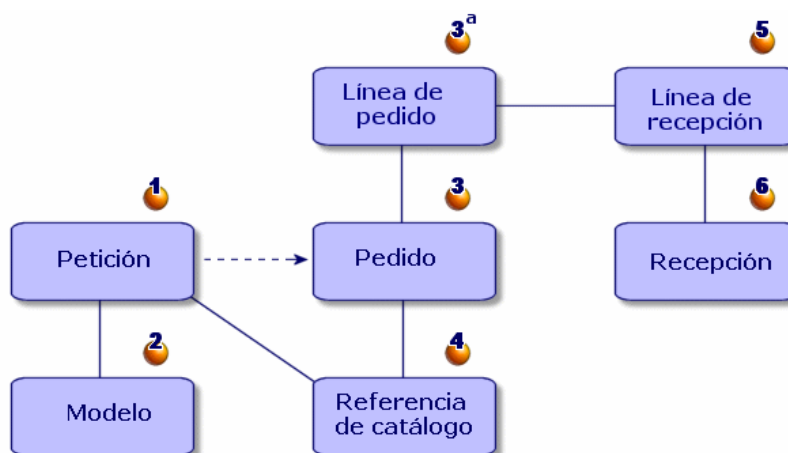 3a
5
Línea de
pedido
Línea de
recepción
1
3
6
Petición
Pedido
Recepción
2
4
Modelo
Referencia
de catálogo